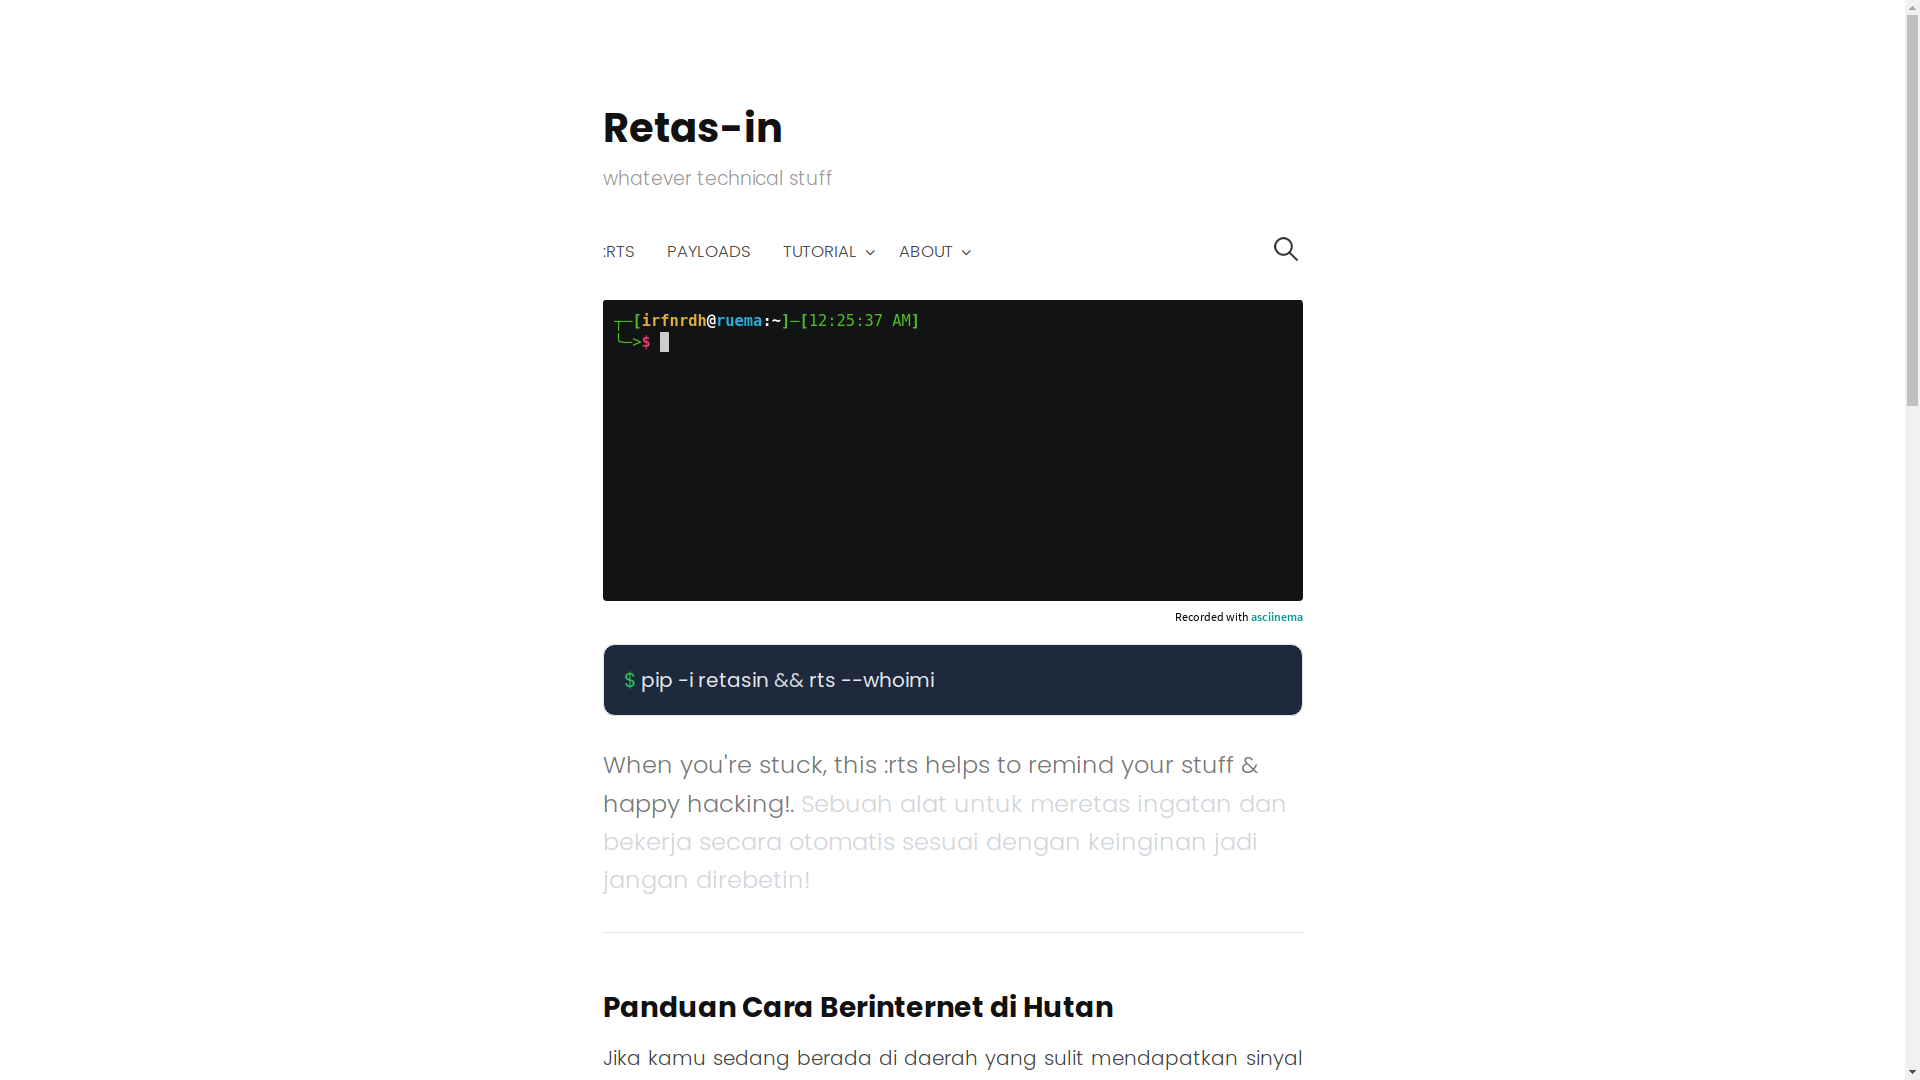 Retas-in
whatever technical stuff
:RTS PAYLOADS TUTORIAL ABOUT
┬─[irfnrdh@ruema:~]─[12:25:37 AM]
╰─>$
Recorded with asciinema
$ pip -i retasin && rts --whoimi
When you're stuck, this :rts helps to remind your stuff &
happy hacking!. Sebuah alat untuk meretas ingatan dan
bekerja secara otomatis sesuai dengan keinginan jadi
jangan direbetin!
Panduan Cara Berinternet di Hutan
Jika kamu sedang berada di daerah yang sulit mendapatkan sinyal